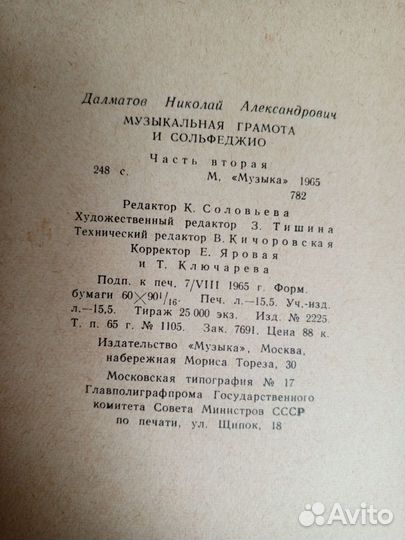 Далматов Николай Александрович
МУЗЫКАЛЬНАЯ ГРАМОТА
И СОЛЬФЕДЖИО
Часть вторая
248 с. М, «Музыка» 1965
782
Редактор К. Соловьева
Художественный редактор З. Тишина
Технический редактор В. Кичоровская
Корректор Е. Яровая
и Т. Ключарева
Подп. к печ. 7/VIII 1965 г. Форм.
бумаги 60×90 1/16. Печ. л.—15,5. Уч.-изд.
л.—15,5. Тираж 25 000 экз. Изд. № 2225.
Т. п. 65 г. № 1105. Зак. 7691. Цена 88 к.
Издательство «Музыка», Москва,
набережная Мориса Тореза, 30
Московская типография № 17
Главполиграфпрома Государственного
комитета Совета Министров СССР
по печати, ул. Щипок, 18
Avito